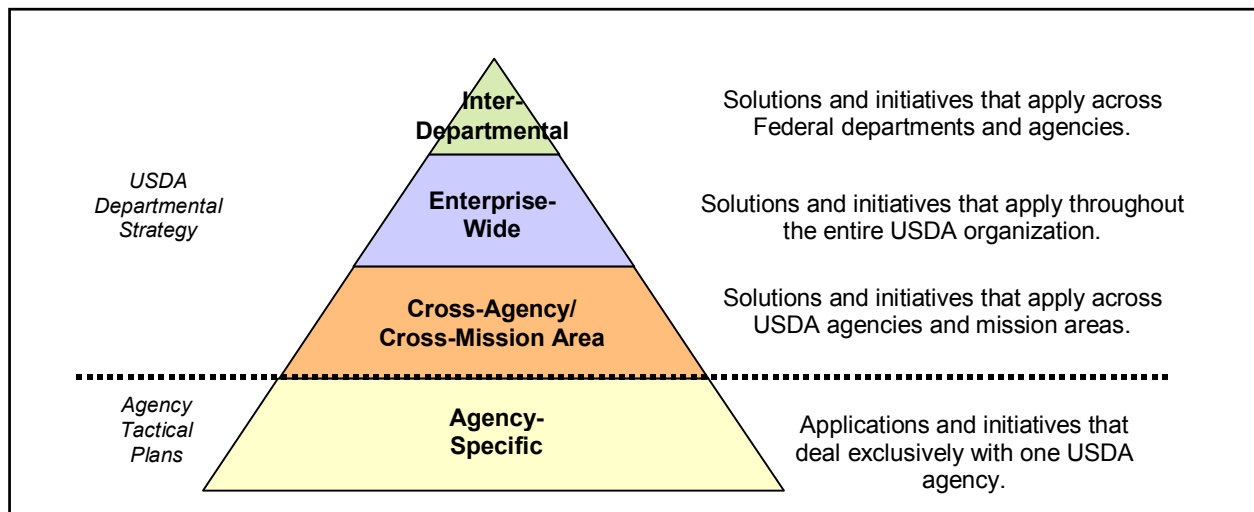 Inter-
Departmental
Solutions and initiatives that apply across
Federal departments and agencies.
USDA
Departmental
Strategy
Enterprise-
Wide
Solutions and initiatives that apply throughout
the entire USDA organization.
Cross-Agency/
Cross-Mission Area
Solutions and initiatives that apply across
USDA agencies and mission areas.
Agency
Tactical
Plans
Agency-
Specific
Applications and initiatives that
deal exclusively with one USDA
agency.